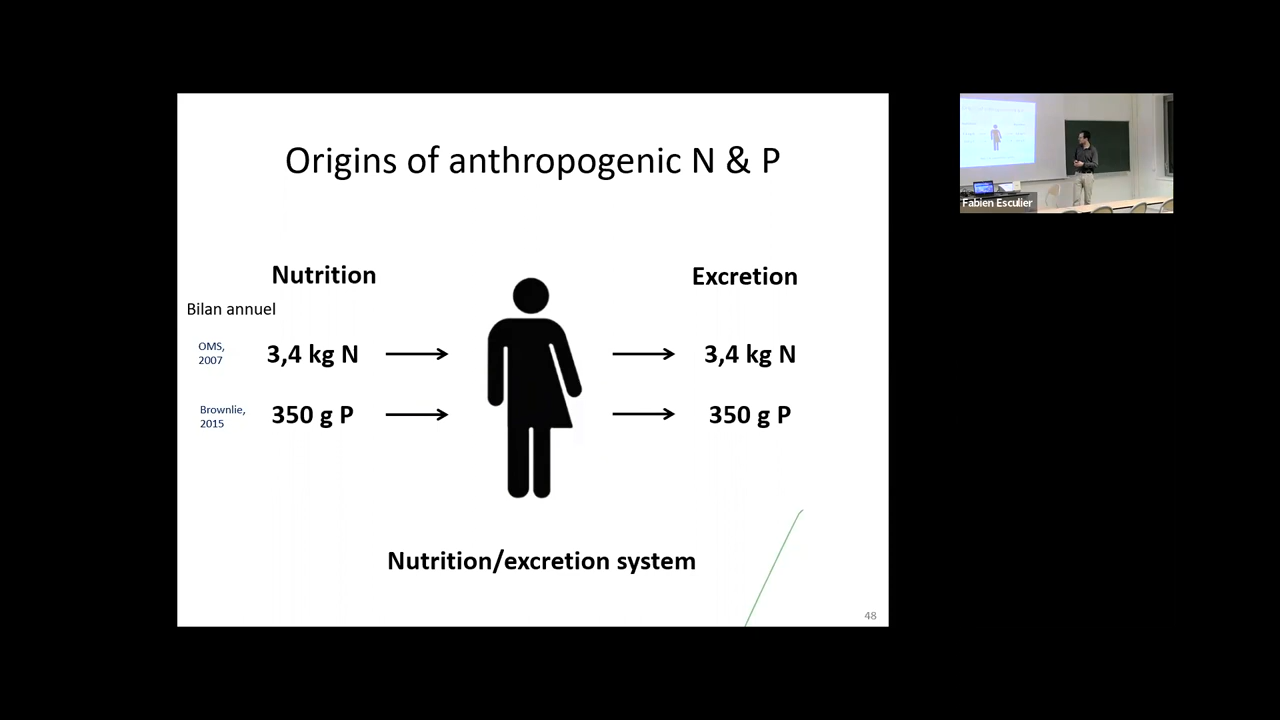 Origins of anthropogenic N & P
Nutrition
Excretion
Bilan annuel
OMS,
2007
3,4 kg N
3,4 kg N
Brownlie,
2015
350 g P
350 g P
Nutrition/excretion system
48
Fabien Esculier